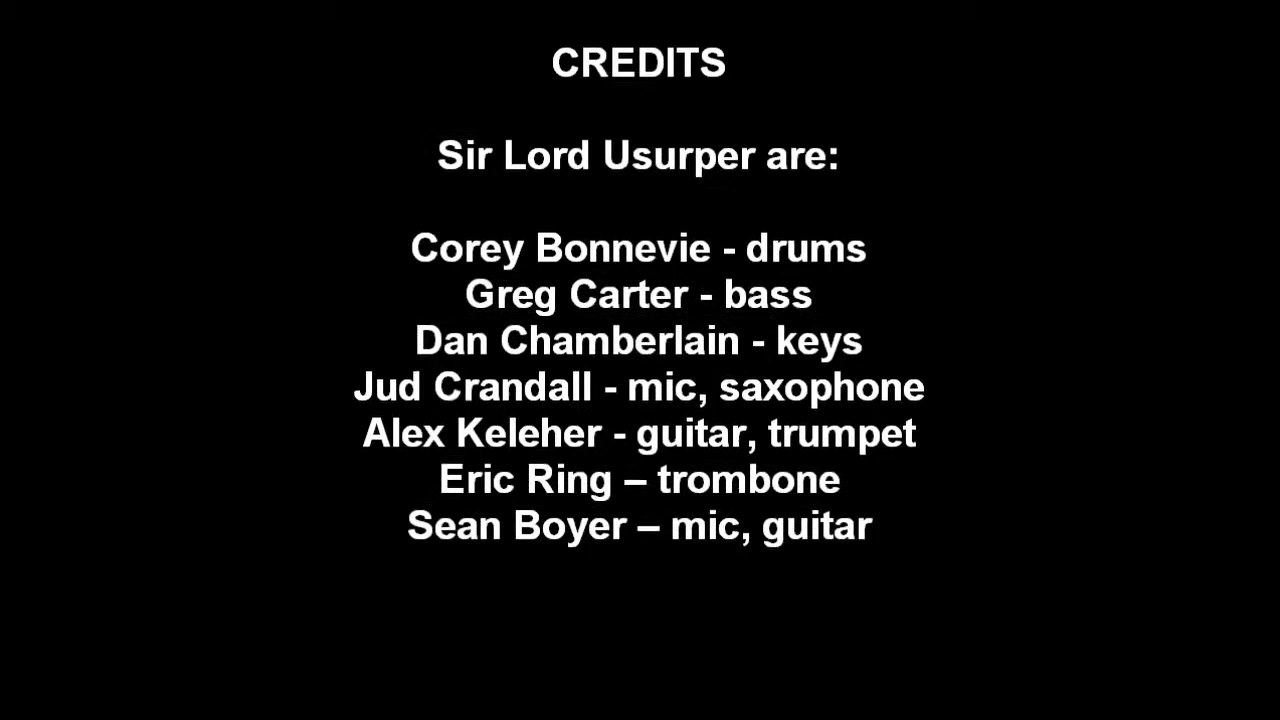 CREDITS
Sir Lord Usurper are:
Corey Bonnevie - drums
Greg Carter - bass
Dan Chamberlain - keys
Jud Crandall - mic, saxophone
Alex Keleher - guitar, trumpet
Eric Ring – trombone
Sean Boyer – mic, guitar